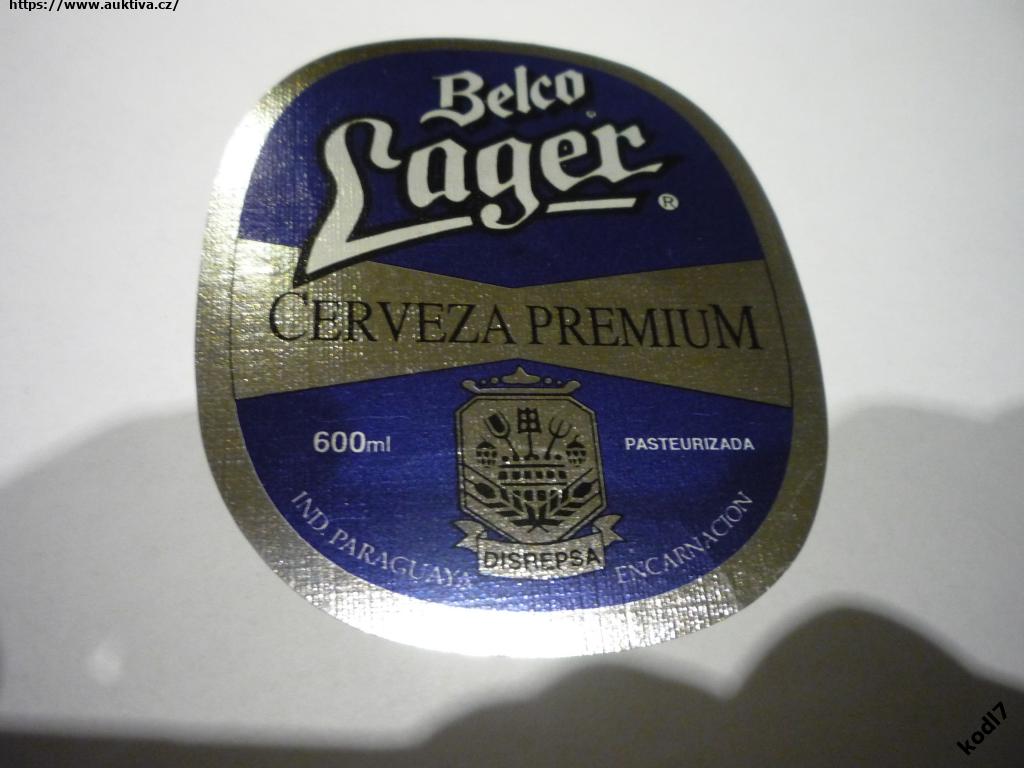 https://www.auktiva.cz/
Belco
Lager
®
CERVEZA PREMIUM
600ml
PASTEURIZADA
IND. PARAGUAYA
ENCARNACION
DISREPSA
kodl7